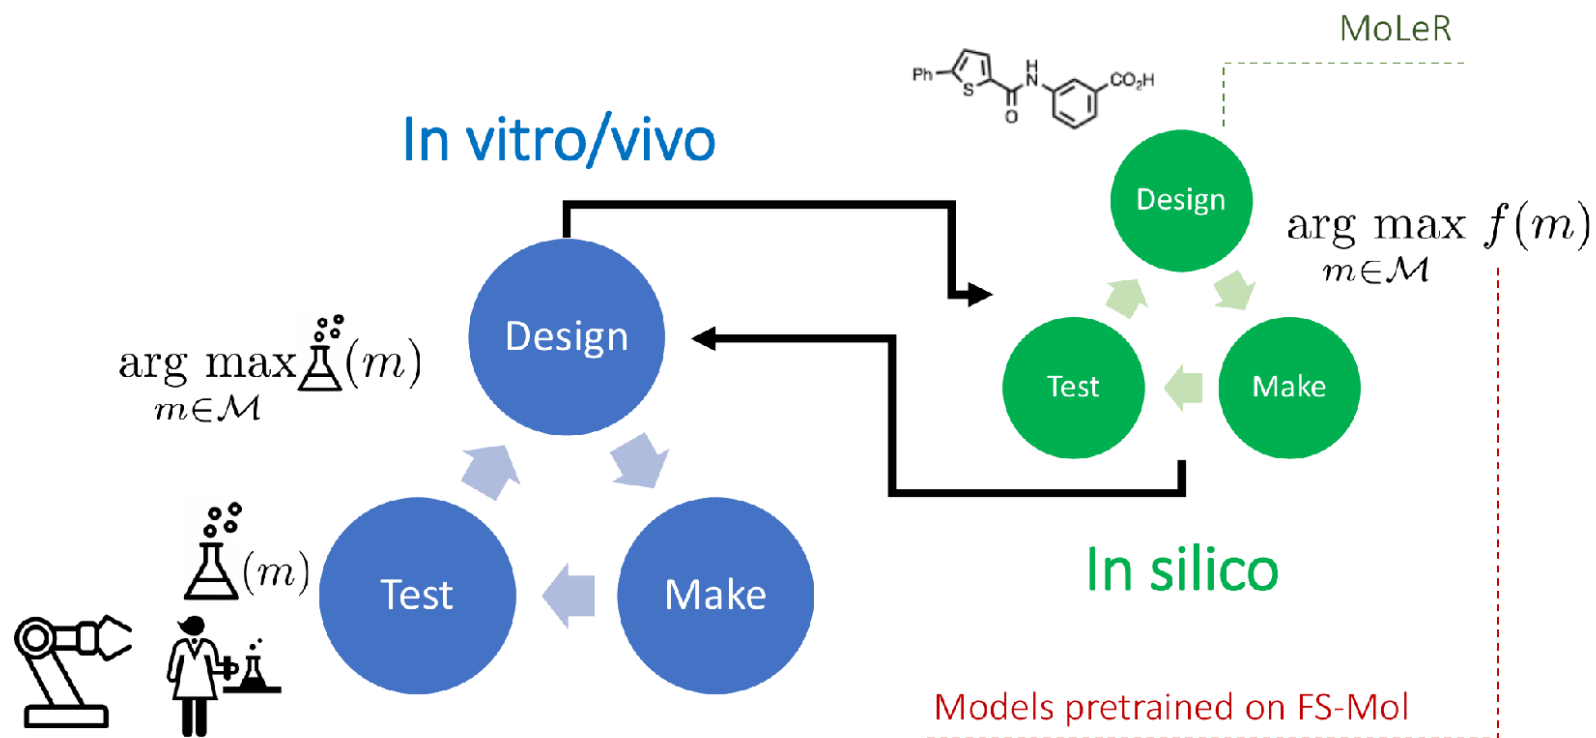 MoLeR
Ph
S
O
H
N
CO₂H
In vitro/vivo
Design
arg max f(m)
m∈ℳ
Design
Test
Make
arg max (m)
m∈ℳ
(m)
Test
Make
In silico
Models pretrained on FS-Mol